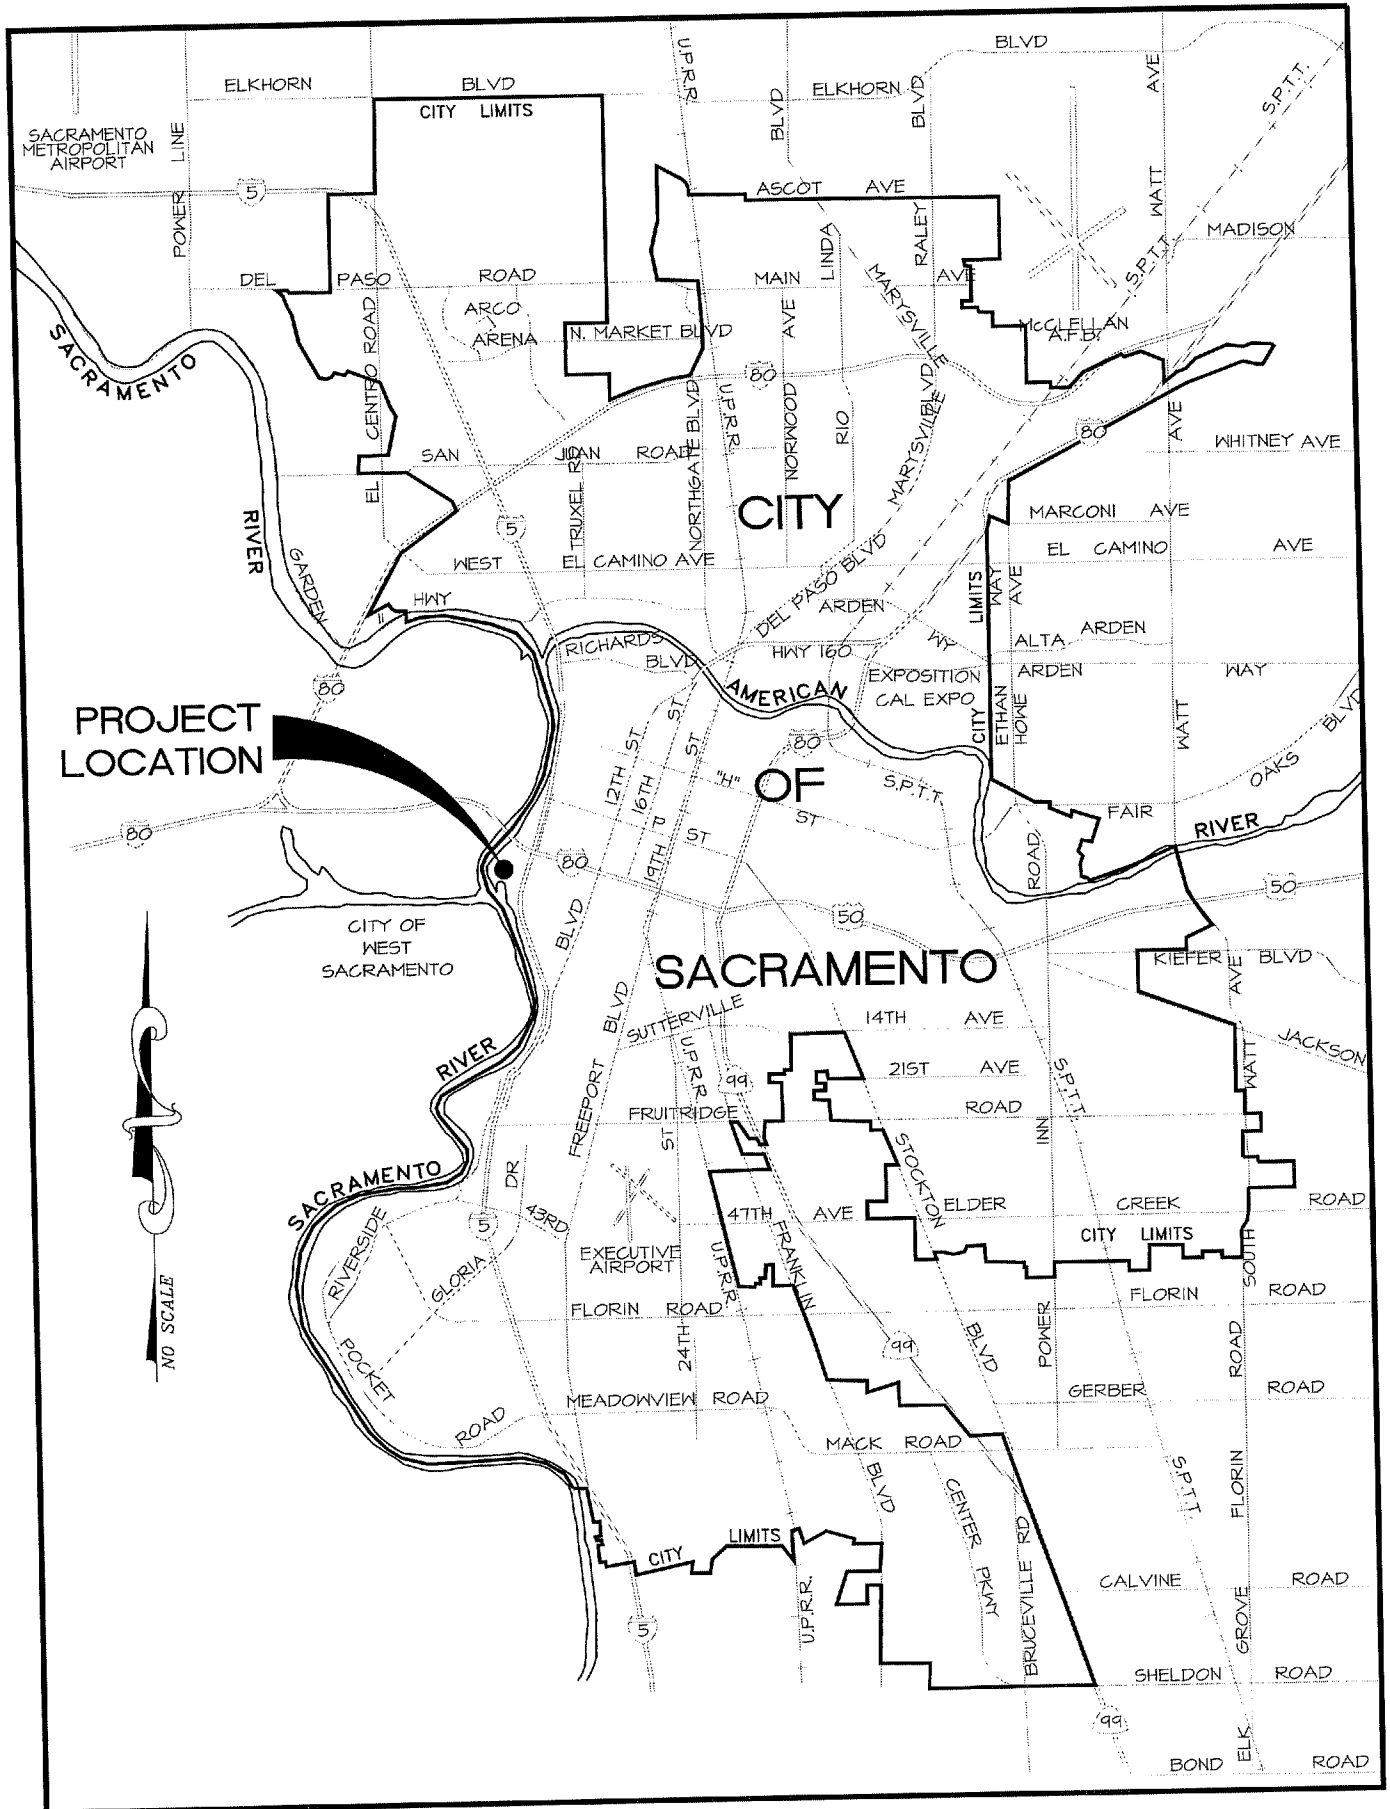 BLVD
ELKHORN BLVD
ELKHORN
CITY LIMITS
U.P.R.R
BLVD
BLVD
AVE
S.P.T.T.
SACRAMENTO
METROPOLITAN
AIRPORT
POWER LINE
5
ASCOT AVE
WATT
RALEY
LINDA
MADISON
S.P.T.T.
DEL PASO ROAD
MAIN AVE
ARCO
ARENA
N. MARKET BLVD
AVE
MARYSVILLE
BLVD
McCLELLAN
A.F.B.
SACRAMENTO
EL CENTRO ROAD
80
U.P.R.R.
NORTHGATE BLVD
NORWOOD
RIO
MARYSVILLE
80
AVE
WHITNEY AVE
SAN JUAN ROAD
TRUXEL RD
CITY
RIVER
5
MARCONI AVE
EL CAMINO AVE
WEST EL CAMINO AVE
GARDEN HWY
DEL PASO BLVD
ARDEN WY
CITY LIMITS
ETHAN WAY
HOWE AVE
ALTA ARDEN
RICHARDS
BLVD
HWY 160
EXPOSITION
CAL EXPO
ARDEN WAY
80
AMERICAN
PROJECT
LOCATION
12TH ST
16TH ST
19TH ST
"H" ST
P ST
80
OF
S.P.T.T.
WATT
FAIR OAKS BLVD
80
RIVER
ROAD
80
50
50
CITY OF
WEST
SACRAMENTO
BLVD
SACRAMENTO
KIEFER BLVD
AVE
FREEPORT BLVD
SUTTERVILLE
14TH AVE
JACKSON
RIVER
U.P.R.R
99
21ST AVE
S.P.T.T.
WATT
FRUITRIDGE ROAD
INN
ST
STOCKTON
SACRAMENTO
DR
5
43RD
RIVERSIDE
GLORIA
47TH AVE
ELDER CREEK ROAD
CITY LIMITS
EXECUTIVE
AIRPORT
U.P.R.R.
FRANKLIN
SOUTH
FLORIN ROAD
FLORIN ROAD
NO SCALE
POCKET
24TH
99
BLVD
POWER
ROAD
GERBER ROAD
MEADOWVIEW ROAD
ROAD
MACK ROAD
BLVD
CENTER PKWY
S.P.T.T.
FLORIN
CITY LIMITS
BRUCEVILLE RD
U.P.R.R.
CALVINE ROAD
5
GROVE
SHELDON ROAD
99
ELK
BOND ROAD